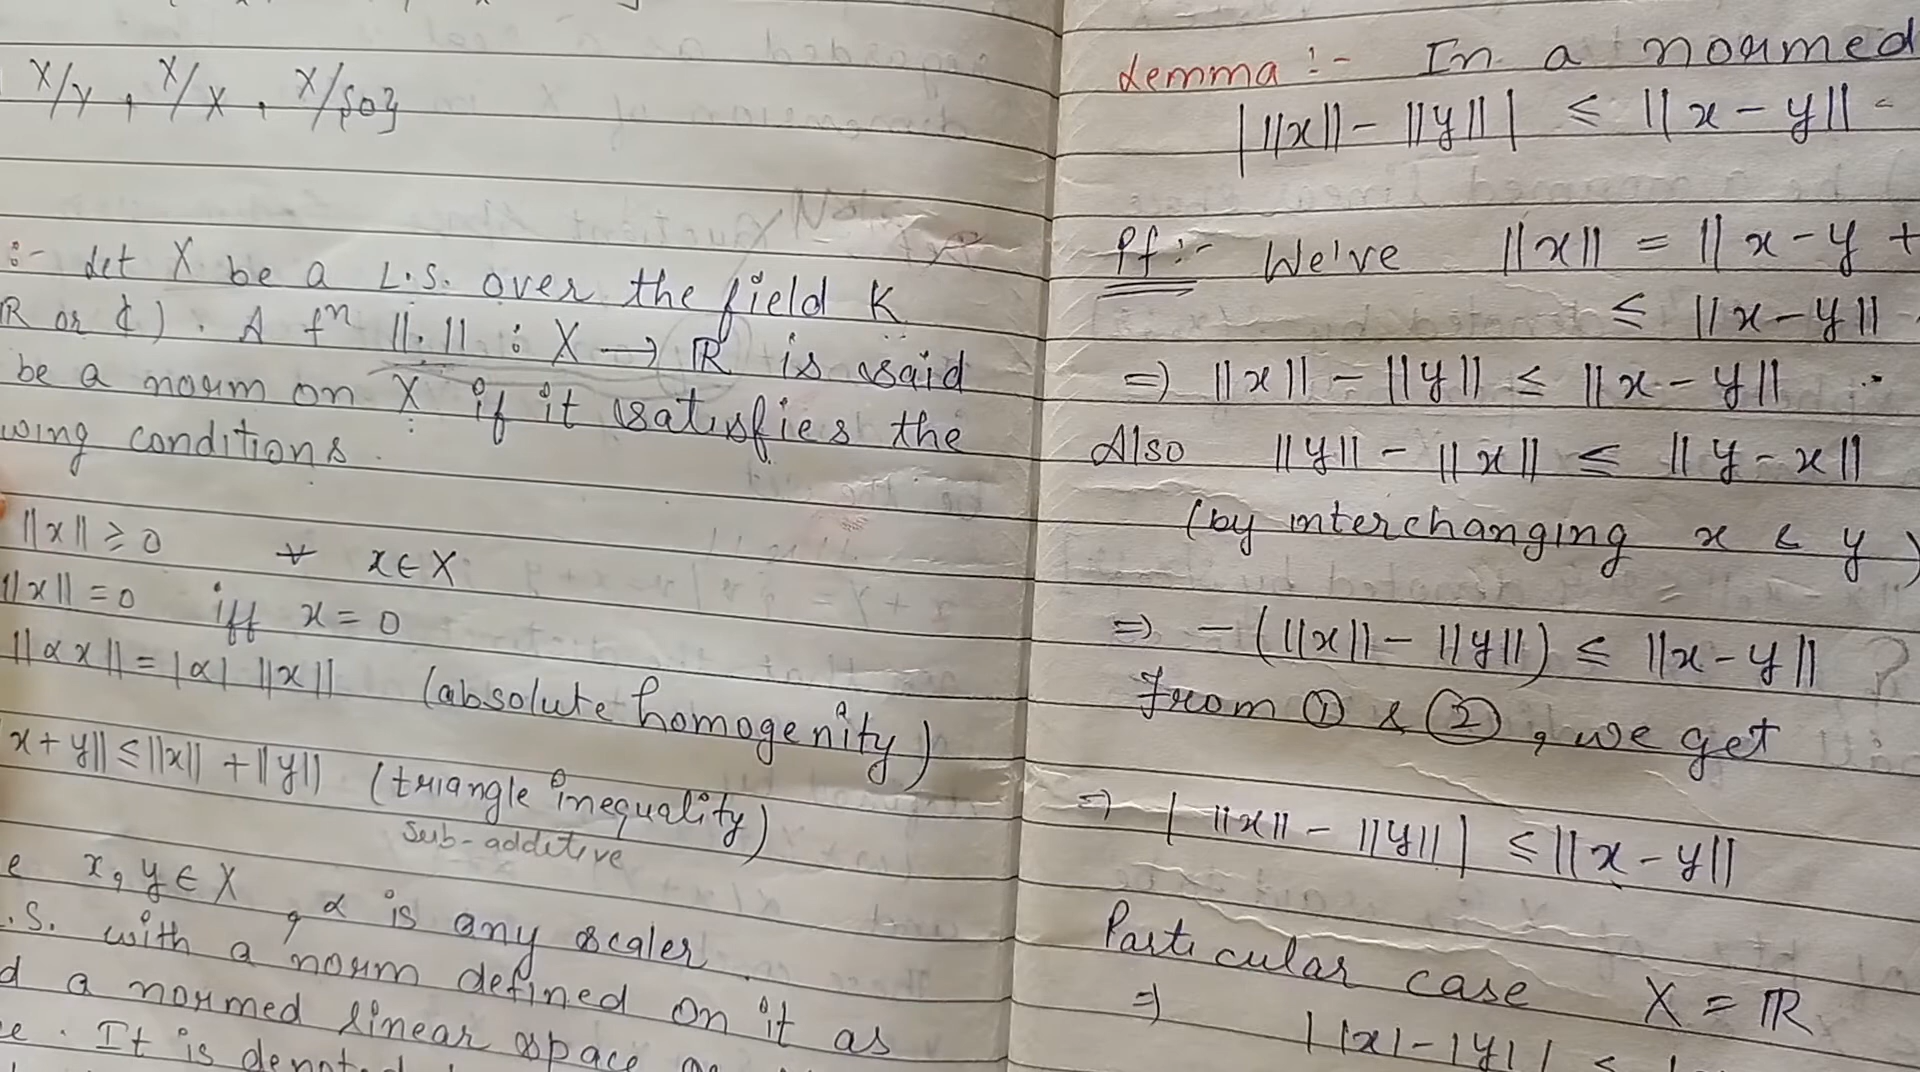 X/Y , X/X , X/{0}
:- Let X be a L.S. over the field K
R or ₵). A fⁿ ||.|| : X → ℝ is said
be a norm on X if it satisfies the
wing conditions.
||x|| ≥ 0 ∀ x ∈ X
||x|| = 0 iff x = 0
||αx|| = |α| ||x|| (absolute homogenity)
x + y|| ≤ ||x|| + ||y|| (triangle inequality)
Sub-additive
e x, y ∈ X , α is any scaler.
.S. with a norm defined on it as
d a normed linear space
e. It is denot
Lemma :- In a normed
| ||x|| - ||y|| | ≤ ||x - y||
Pf :- We've ||x|| = ||x - y +
≤ ||x - y||
⇒ ||x|| - ||y|| ≤ ||x - y||
Also ||y|| - ||x|| ≤ ||y - x||
(by interchanging x & y)
⇒ - (||x|| - ||y||) ≤ ||x - y||
From ① & ②, we get
⇒ | ||x|| - ||y|| | ≤ ||x - y||
Particular case X = ℝ
⇒ | |x| - |y| | ≤